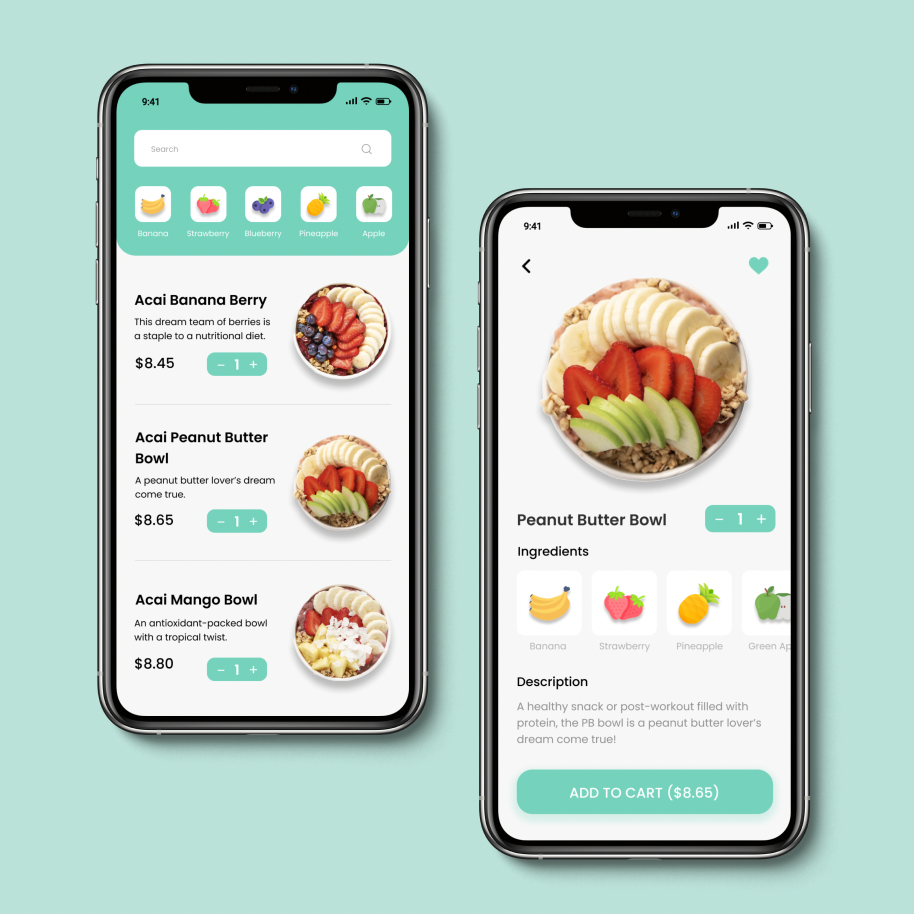 9:41
Search
Banana
Strawberry
Blueberry
Pineapple
Apple
Acai Banana Berry
This dream team of berries is
a staple to a nutritional diet.
$8.45
− 1 +
Acai Peanut Butter
Bowl
A peanut butter lover's dream
come true.
$8.65
− 1 +
Acai Mango Bowl
An antioxidant-packed bowl
with a tropical twist.
$8.80
− 1 +
9:41
Peanut Butter Bowl
− 1 +
Ingredients
Banana
Strawberry
Pineapple
Green Ap
Description
A healthy snack or post-workout filled with
protein, the PB bowl is a peanut butter lover's
dream come true!
ADD TO CART ($8.65)